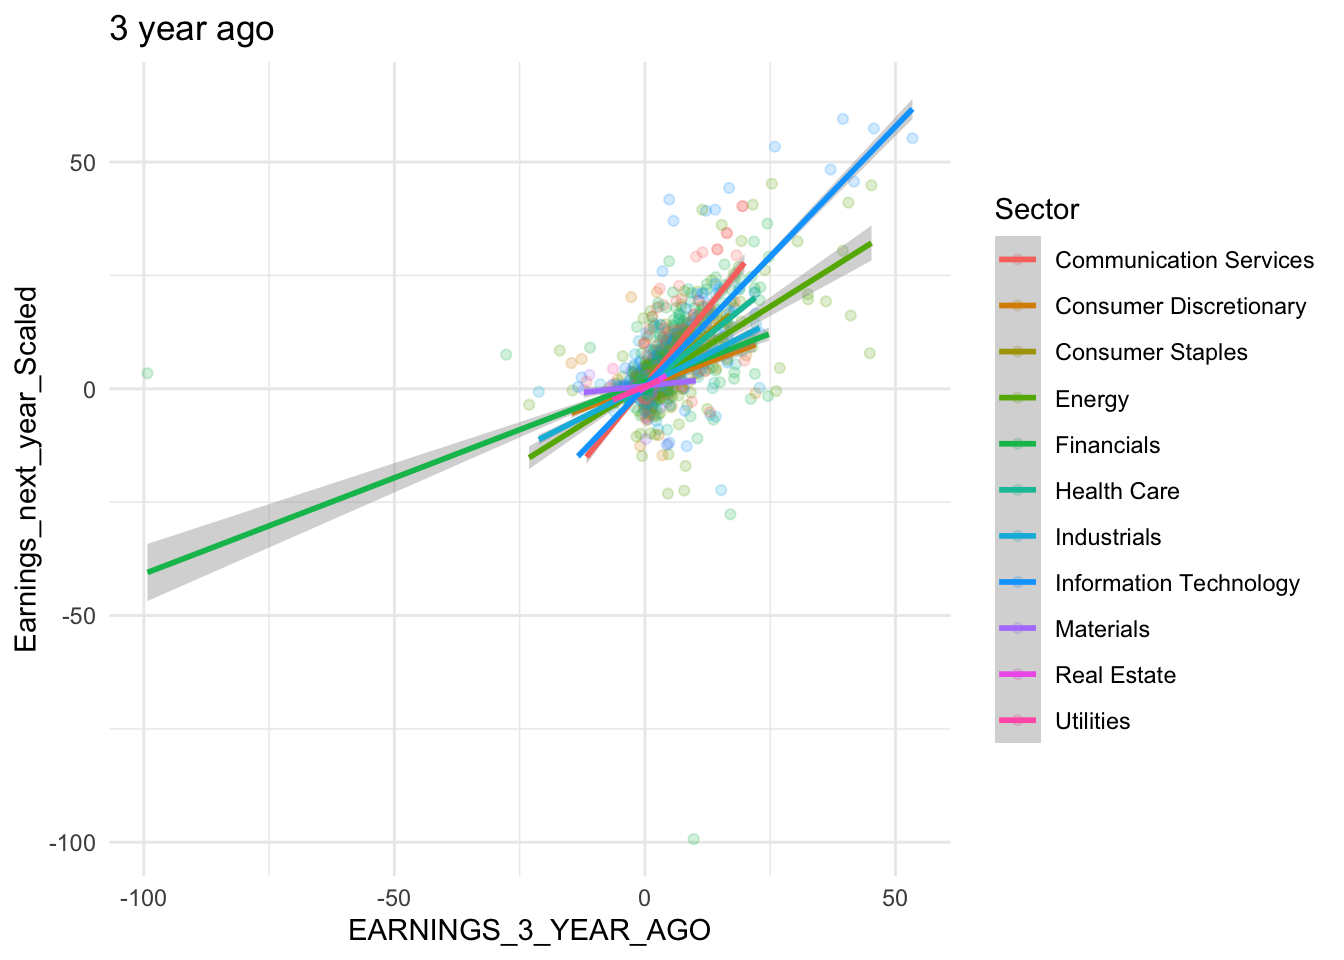 3 year ago
Earnings_next_year_Scaled
50
0
-50
-100
-100
-50
0
50
EARNINGS_3_YEAR_AGO
Sector
Communication Services
Consumer Discretionary
Consumer Staples
Energy
Financials
Health Care
Industrials
Information Technology
Materials
Real Estate
Utilities